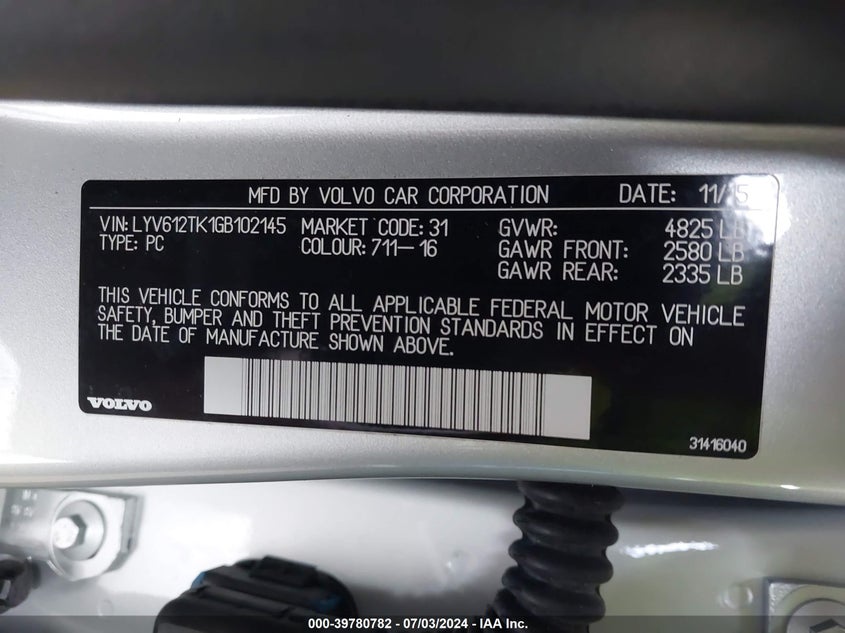 MFD BY VOLVO CAR CORPORATION DATE: 11/15
VIN: LYV612TK1GB102145 MARKET CODE: 31 GVWR: 4825 LB
TYPE: PC COLOUR: 711-16 GAWR FRONT: 2580 LB
GAWR REAR: 2335 LB
THIS VEHICLE CONFORMS TO ALL APPLICABLE FEDERAL MOTOR VEHICLE
SAFETY, BUMPER AND THEFT PREVENTION STANDARDS IN EFFECT ON
THE DATE OF MANUFACTURE SHOWN ABOVE.
VOLVO
31416040
000-39780782 - 07/03/2024 - IAA Inc.